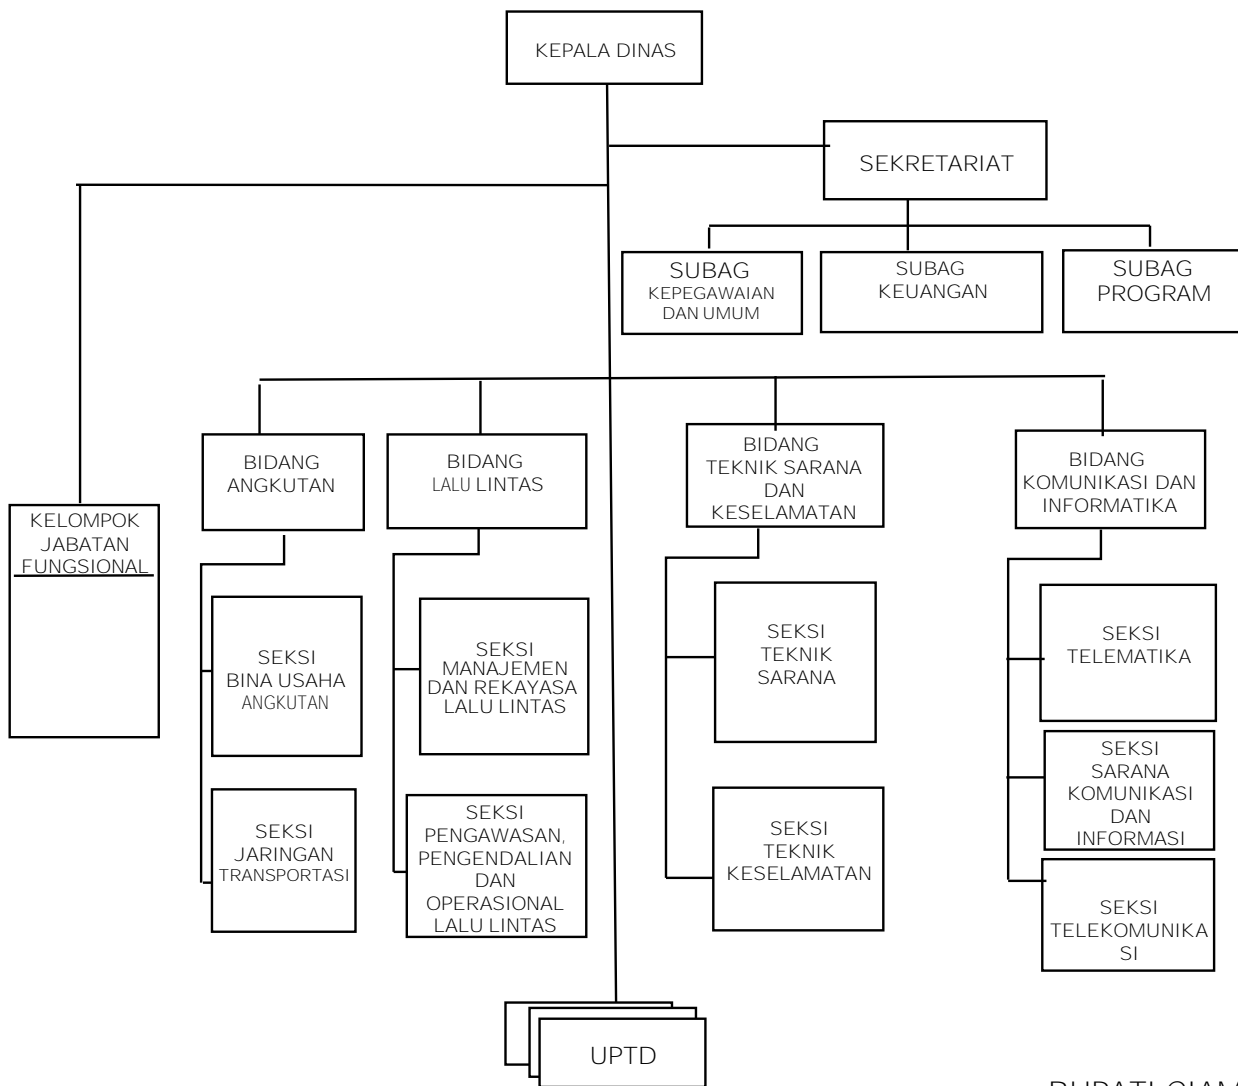 KEPALA DINAS
SEKRETARIAT
SUBAG
KEPEGAWAIAN
DAN UMUM
SUBAG
KEUANGAN
SUBAG
PROGRAM
BIDANG
ANGKUTAN
BIDANG
LALU LINTAS
BIDANG
TEKNIK SARANA
DAN
KESELAMATAN
BIDANG
KOMUNIKASI DAN
INFORMATIKA
KELOMPOK
JABATAN
FUNGSIONAL
SEKSI
BINA USAHA
ANGKUTAN
SEKSI
MANAJEMEN
DAN REKAYASA
LALU LINTAS
SEKSI
TEKNIK
SARANA
SEKSI
TELEMATIKA
SEKSI
SARANA
KOMUNIKASI
DAN
INFORMASI
SEKSI
JARINGAN
TRANSPORTASI
SEKSI
PENGAWASAN,
PENGENDALIAN
DAN
OPERASIONAL
LALU LINTAS
SEKSI
TEKNIK
KESELAMATAN
SEKSI
TELEKOMUNIKA
SI
UPTD